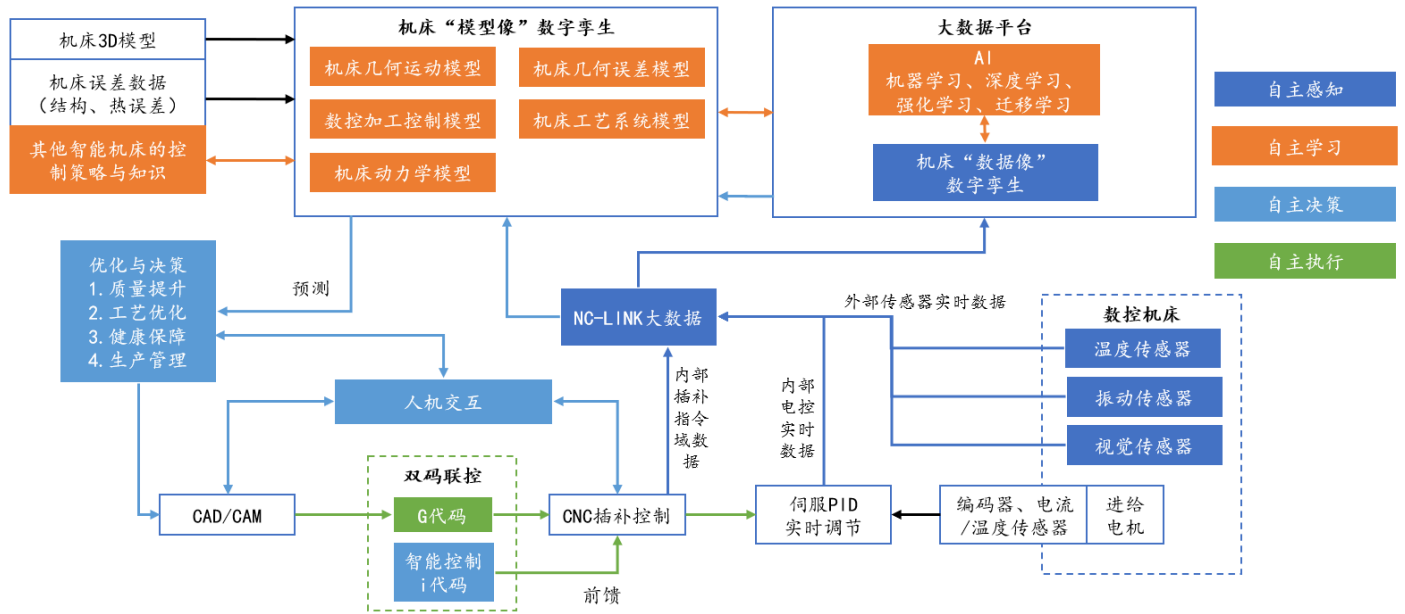 机床3D模型
机床误差数据
（结构、热误差）
其他智能机床的控
制策略与知识
机床“模型像”数字孪生
机床几何运动模型
机床几何误差模型
数控加工控制模型
机床工艺系统模型
机床动力学模型
大数据平台
AI
机器学习、深度学习、
强化学习、迁移学习
机床“数据像”
数字孪生
自主感知
自主学习
自主决策
自主执行
优化与决策
1. 质量提升
2. 工艺优化
3. 健康保障
4. 生产管理
预测
NC-LINK大数据
外部传感器实时数据
数控机床
温度传感器
振动传感器
视觉传感器
人机交互
内部
插补
指令
域数
据
内部
电控
实时
数据
双码联控
CAD/CAM
G代码
智能控制
i代码
CNC插补控制
前馈
伺服PID
实时调节
编码器、电流
/温度传感器
进给
电机